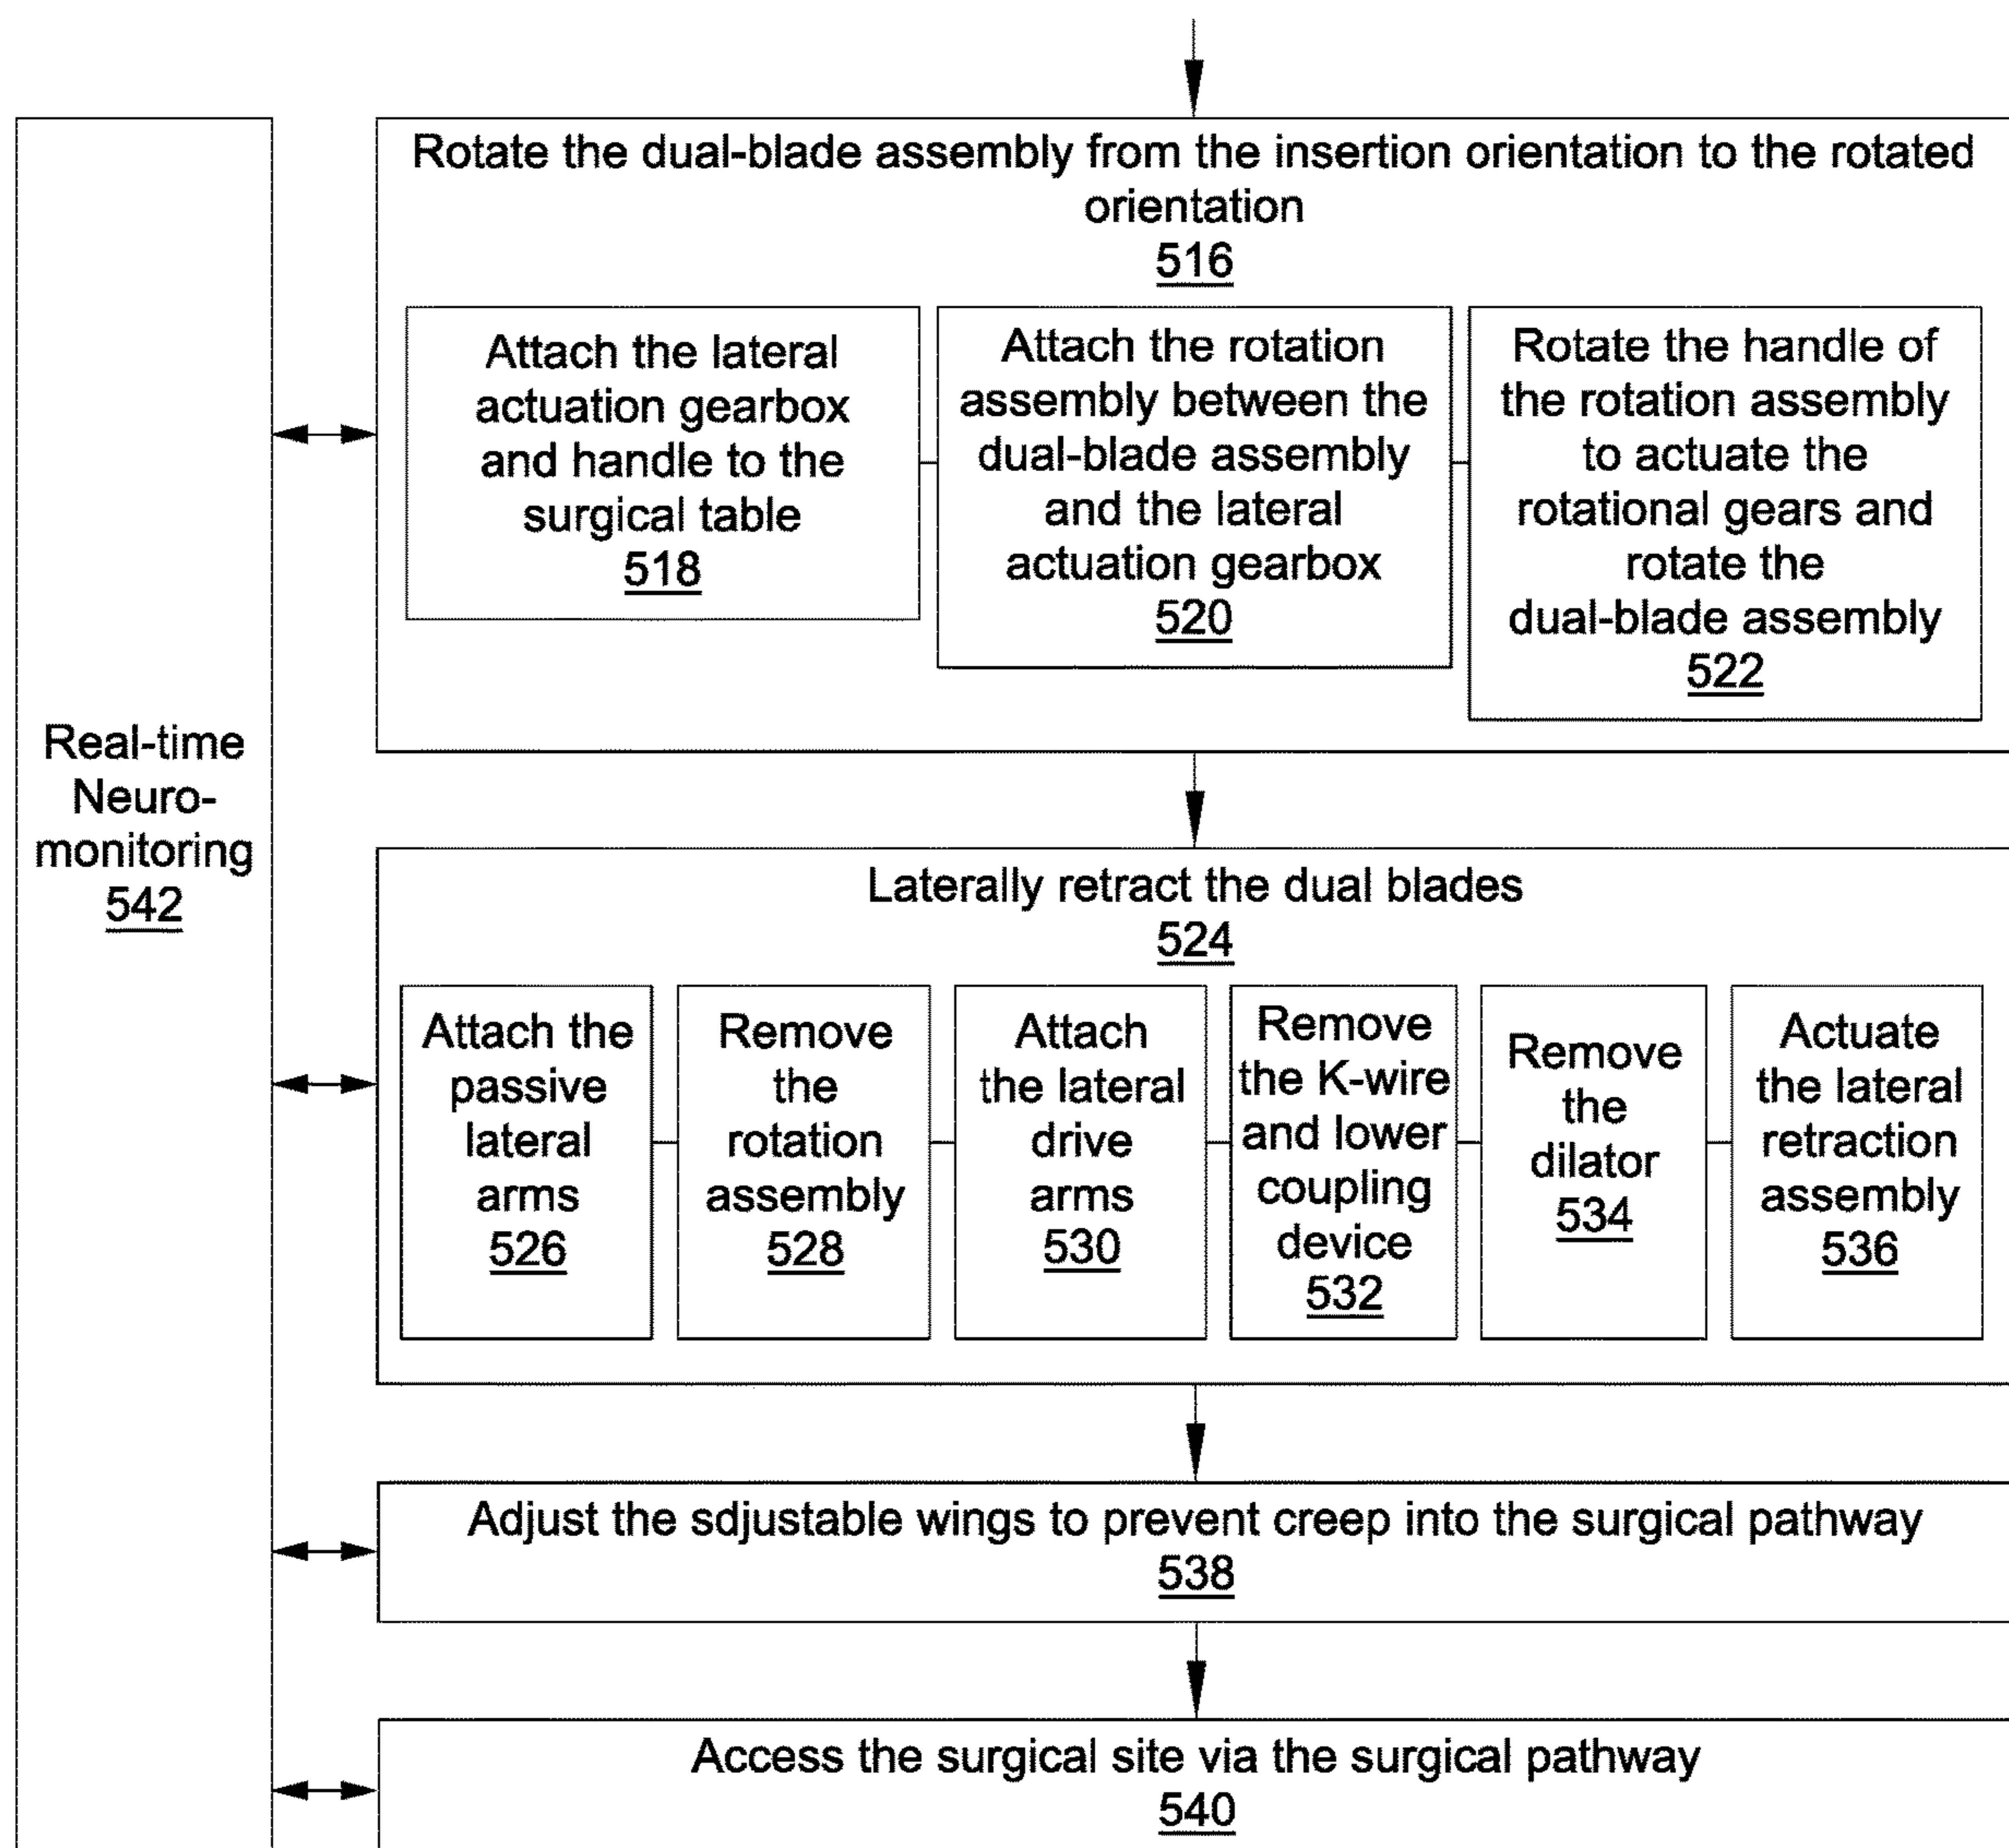 Rotate the dual-blade assembly from the insertion orientation to the rotated
orientation
516
Attach the lateral
actuation gearbox
and handle to the
surgical table
518
Attach the rotation
assembly between the
dual-blade assembly
and the lateral
actuation gearbox
520
Rotate the handle of
the rotation assembly
to actuate the
rotational gears and
rotate the
dual-blade assembly
522
Real-time
Neuro-
monitoring
542
Laterally retract the dual blades
524
Attach the
passive
lateral
arms
526
Remove
the
rotation
assembly
528
Attach
the lateral
drive
arms
530
Remove
the K-wire
and lower
coupling
device
532
Remove
the
dilator
534
Actuate
the lateral
retraction
assembly
536
Adjust the sdjustable wings to prevent creep into the surgical pathway
538
Access the surgical site via the surgical pathway
540